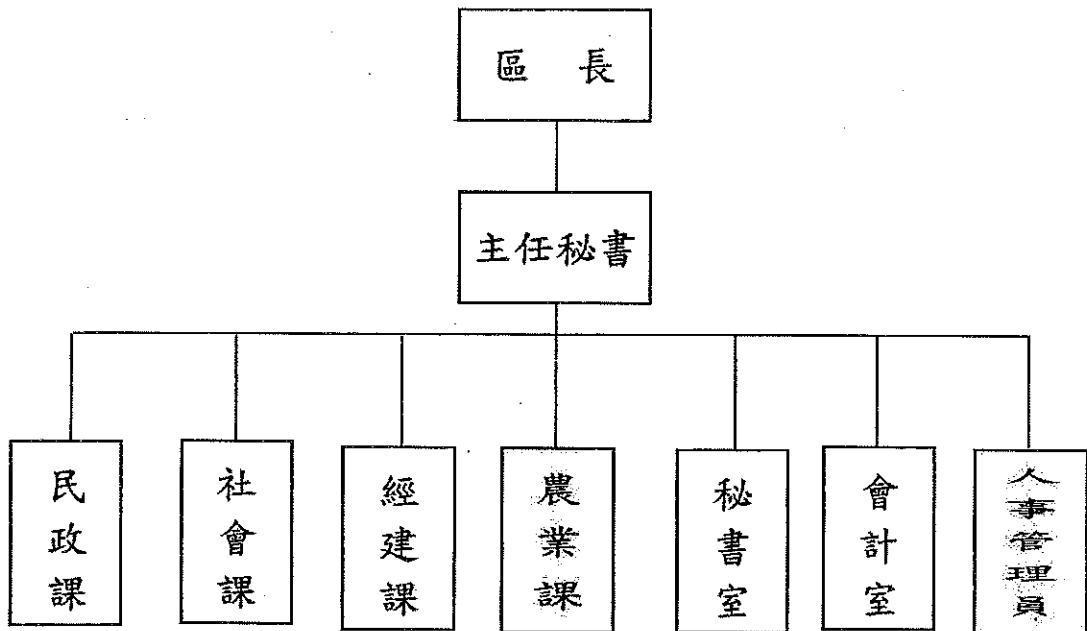 區 長
主任秘書
民政課
社會課
經建課
農業課
秘書室
會計室
人事管理員